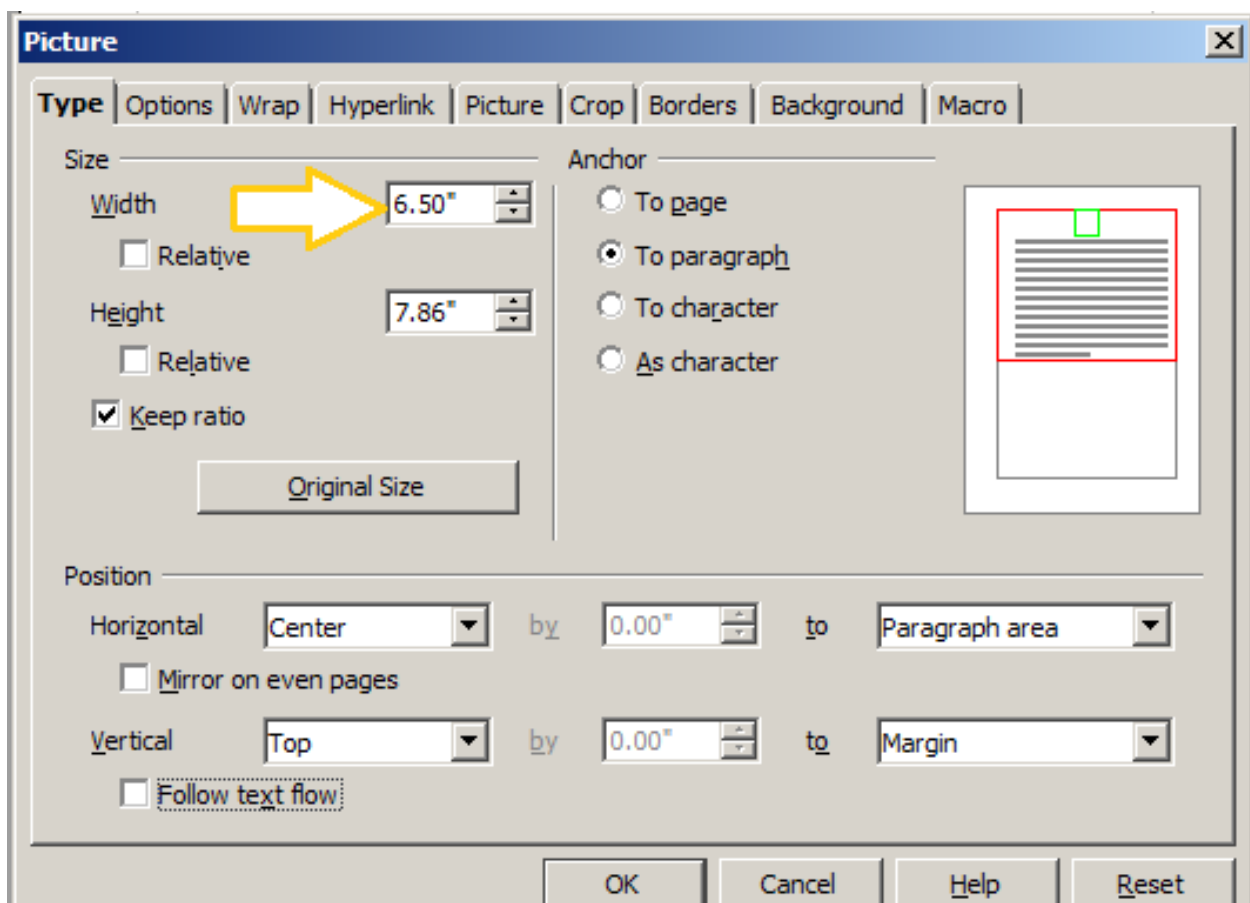 Picture
Type Options Wrap Hyperlink Picture Crop Borders Background Macro
Size Anchor
Width 6.50" To page
Relative To paragraph
Height 7.86" To character
Relative As character
Keep ratio
Original Size
Position
Horizontal Center by 0.00" to Paragraph area
Mirror on even pages
Vertical Top by 0.00" to Margin
Follow text flow
OK Cancel Help Reset